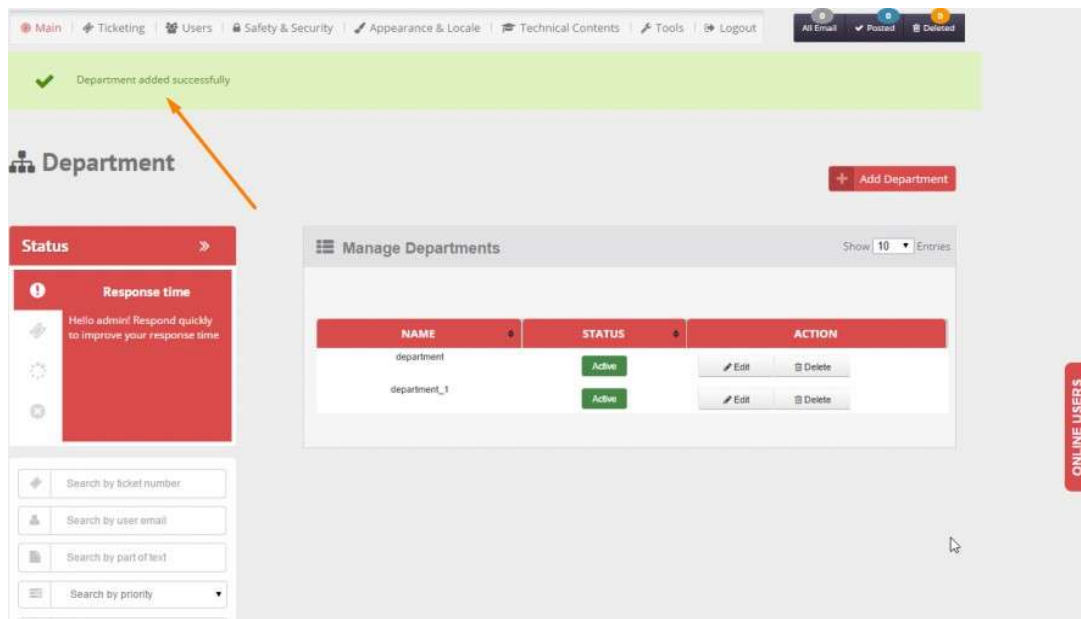 0 0 0
Main Ticketing Users Safety & Security Appearance & Locale Technical Contents Tools Logout All Email Posted Deleted
Department added successfully
Department
Add Department
Status
Manage Departments Show 10 Entries
Response time
Hello admin! Respond quickly
to improve your response time
NAME STATUS ACTION
department Active Edit Delete
department_1 Active Edit Delete
ONLINE USERS
Search by ticket number
Search by user email
Search by part of text
Search by priority